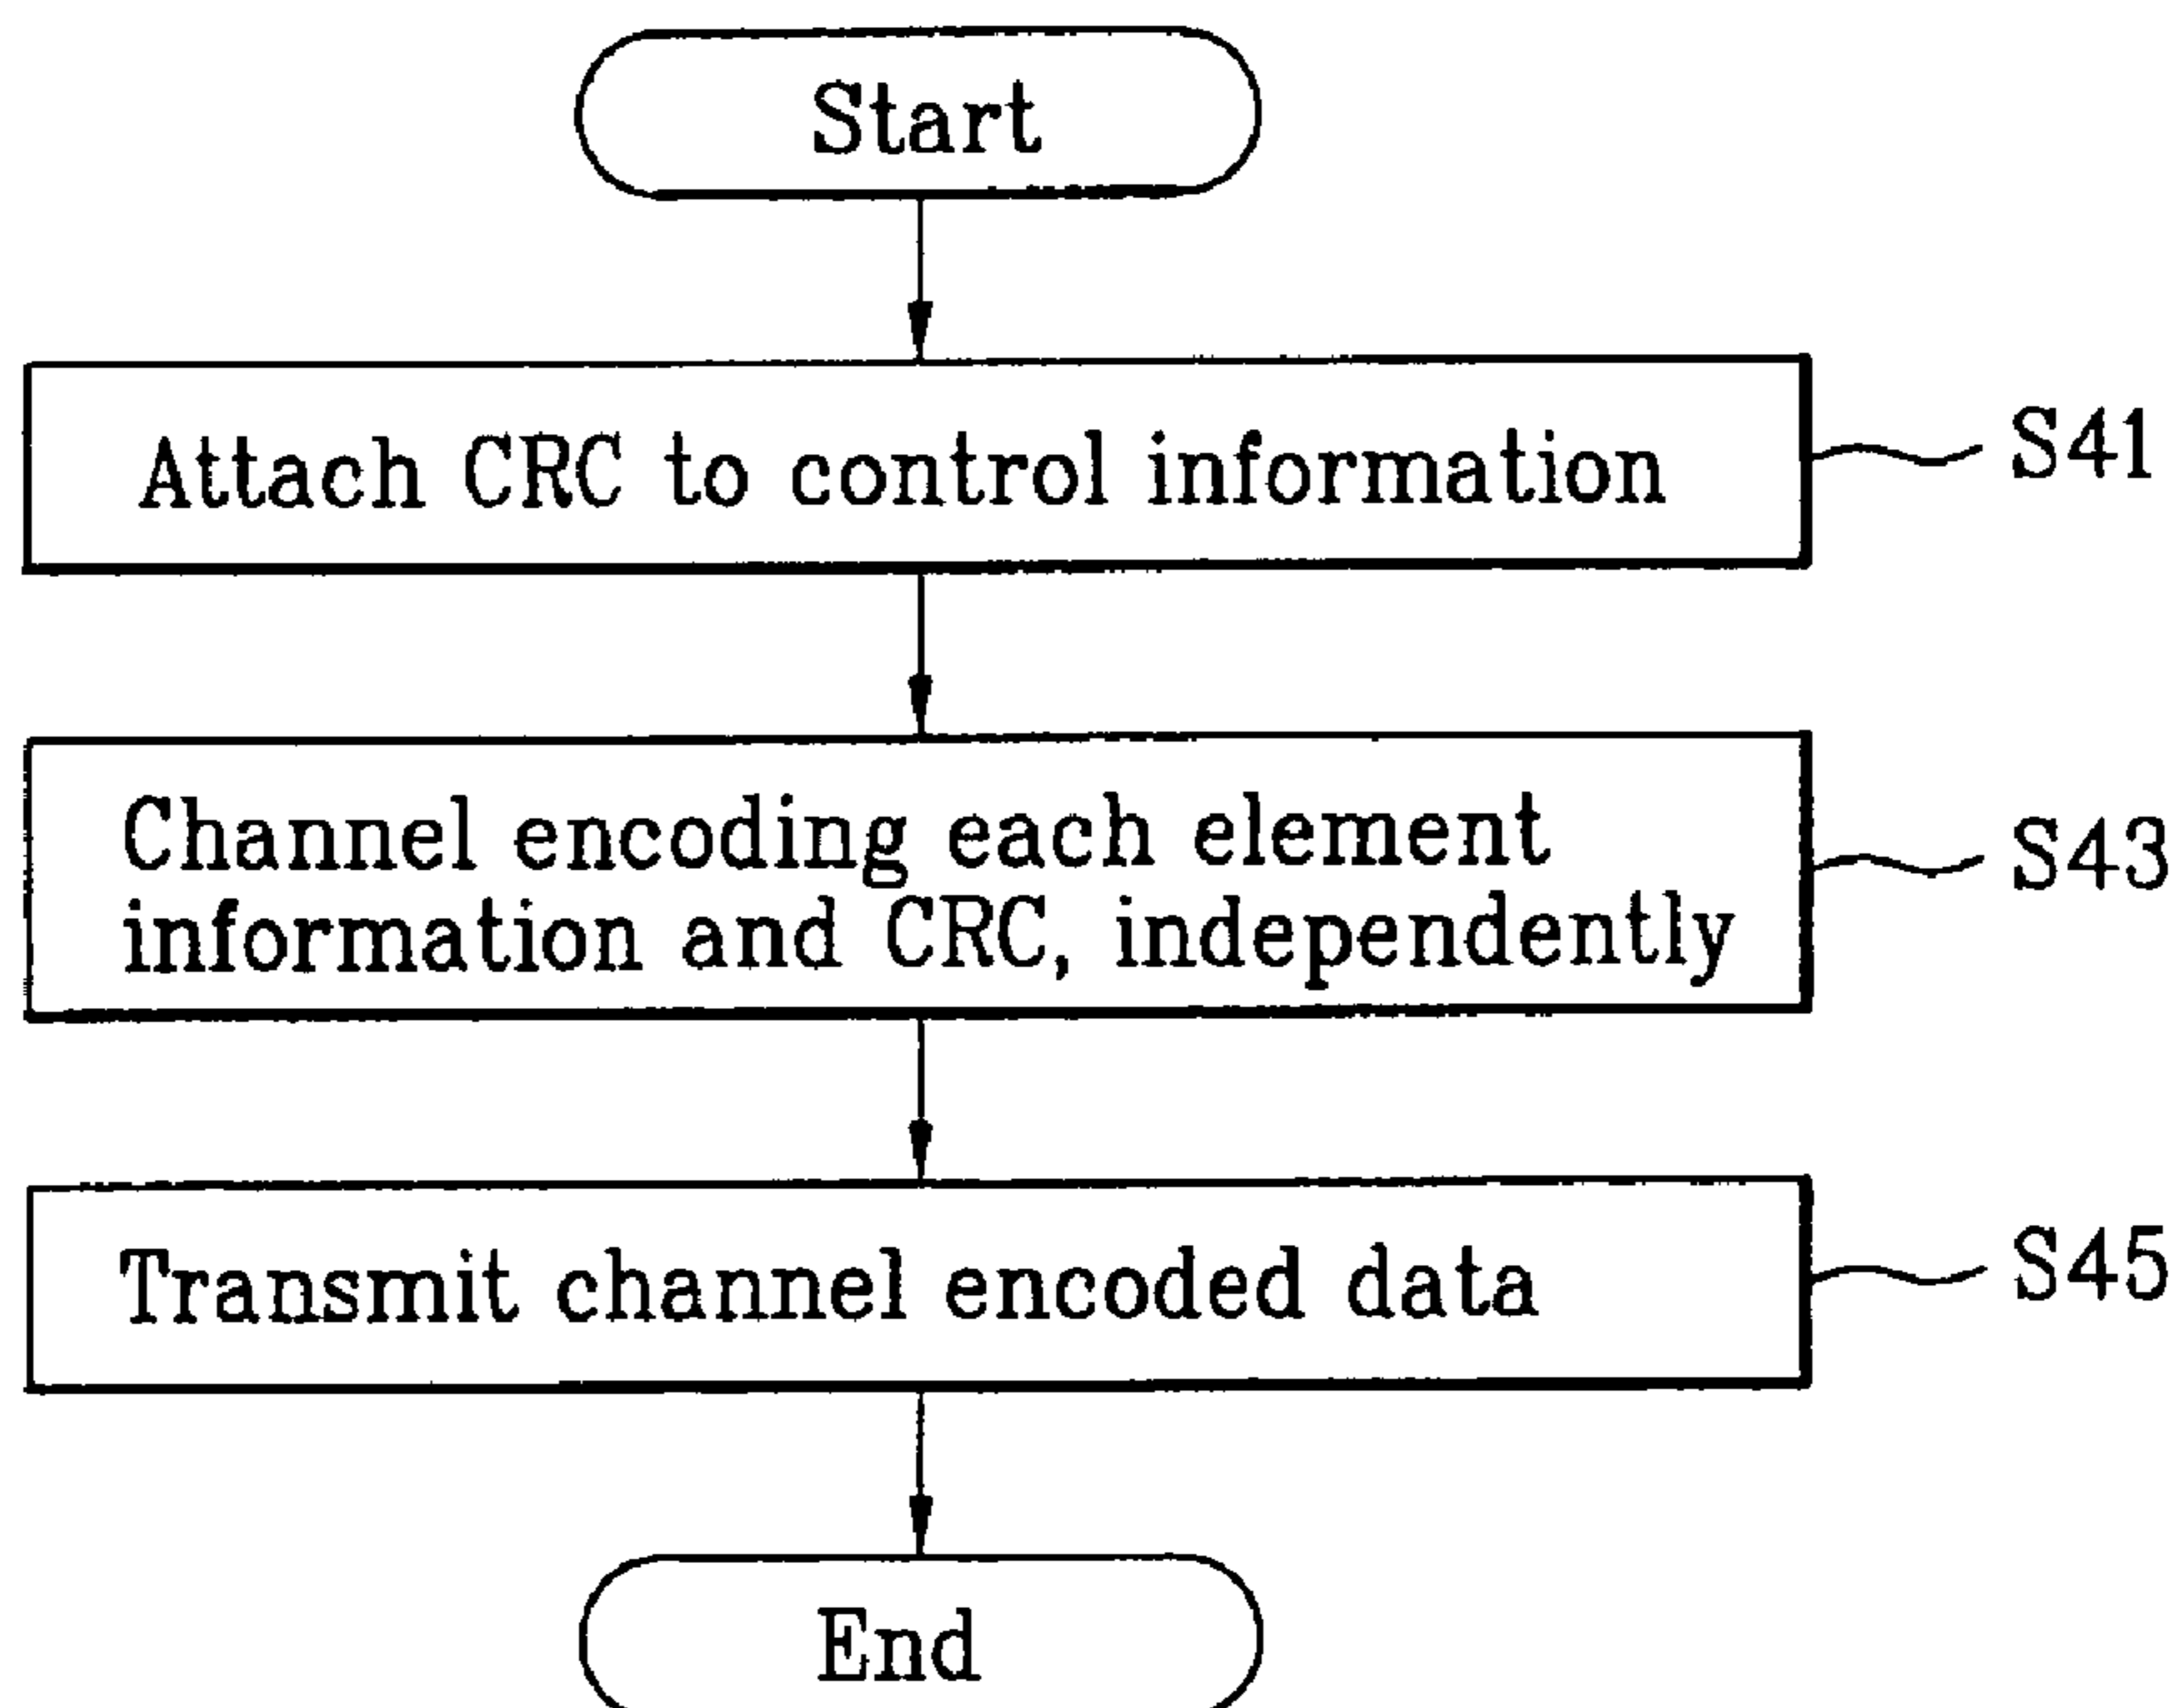 Start
Attach CRC to control information
S41
Channel encoding each element
information and CRC, independently
S43
Transmit channel encoded data
S45
End